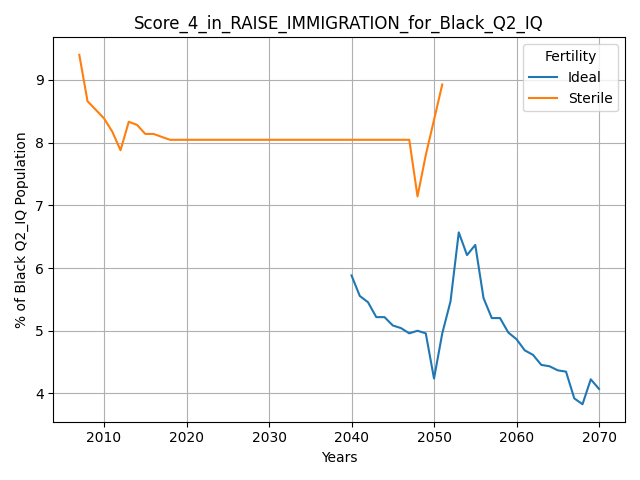 Score_4_in_RAISE_IMMIGRATION_for_Black_Q2_IQ
Fertility
Ideal
Sterile
9
8
7
6
5
4
% of Black Q2_IQ Population
2010 2020 2030 2040 2050 2060 2070
Years